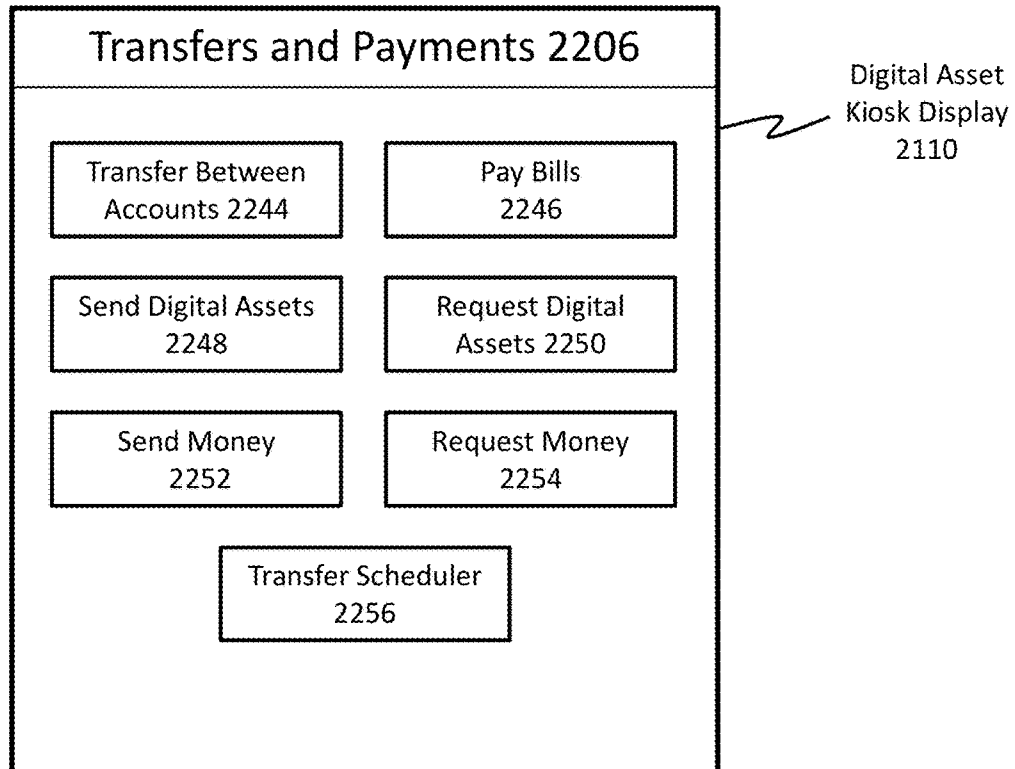 Transfers and Payments 2206
Digital Asset
Kiosk Display
2110
Transfer Between
Accounts 2244
Pay Bills
2246
Send Digital Assets
2248
Request Digital
Assets 2250
Send Money
2252
Request Money
2254
Transfer Scheduler
2256